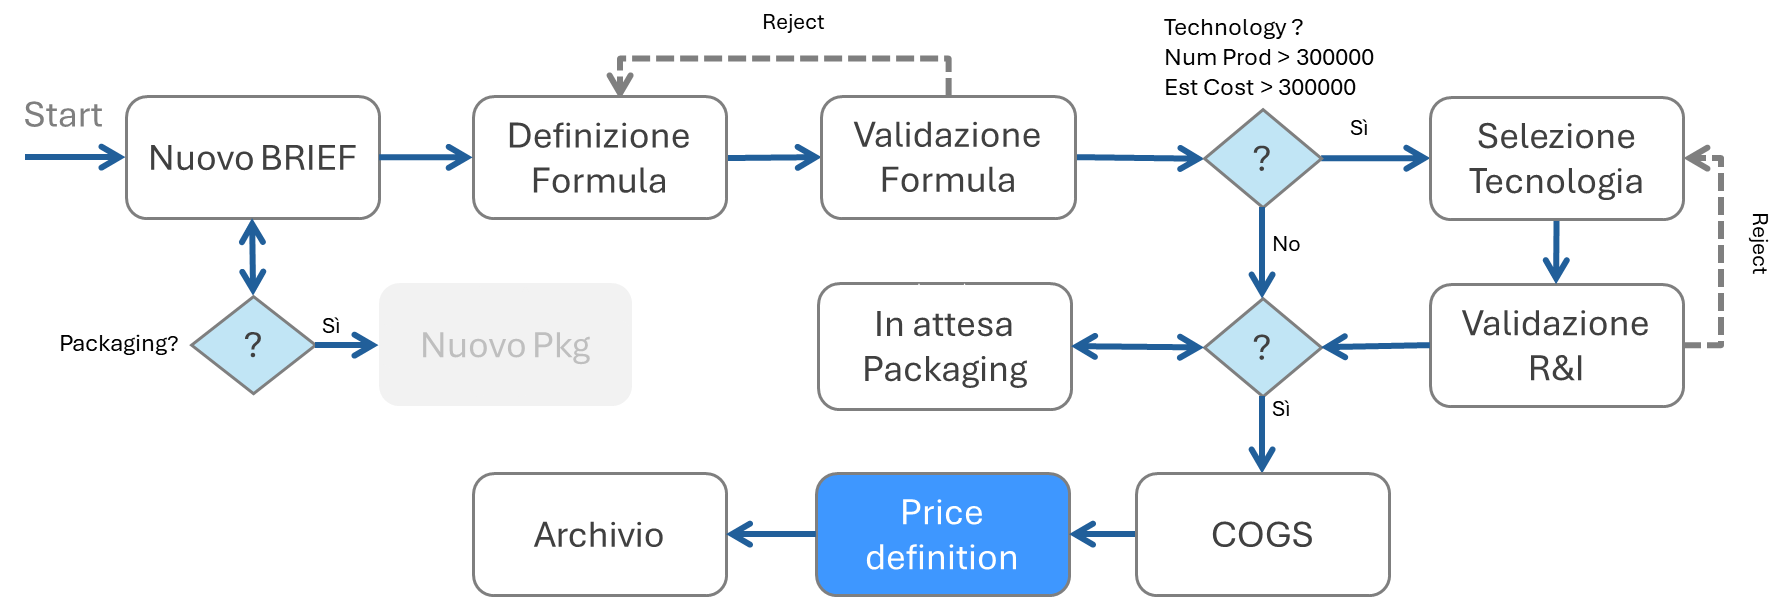 Reject
Technology ?
Num Prod > 300000
Est Cost > 300000
Start
Nuovo BRIEF
Definizione
Formula
Validazione
Formula
?
Sì
Selezione
Tecnologia
Reject
No
Packaging?
?
Sì
Nuovo Pkg
In attesa
Packaging
?
Validazione
R&I
Sì
Archivio
Price
definition
COGS